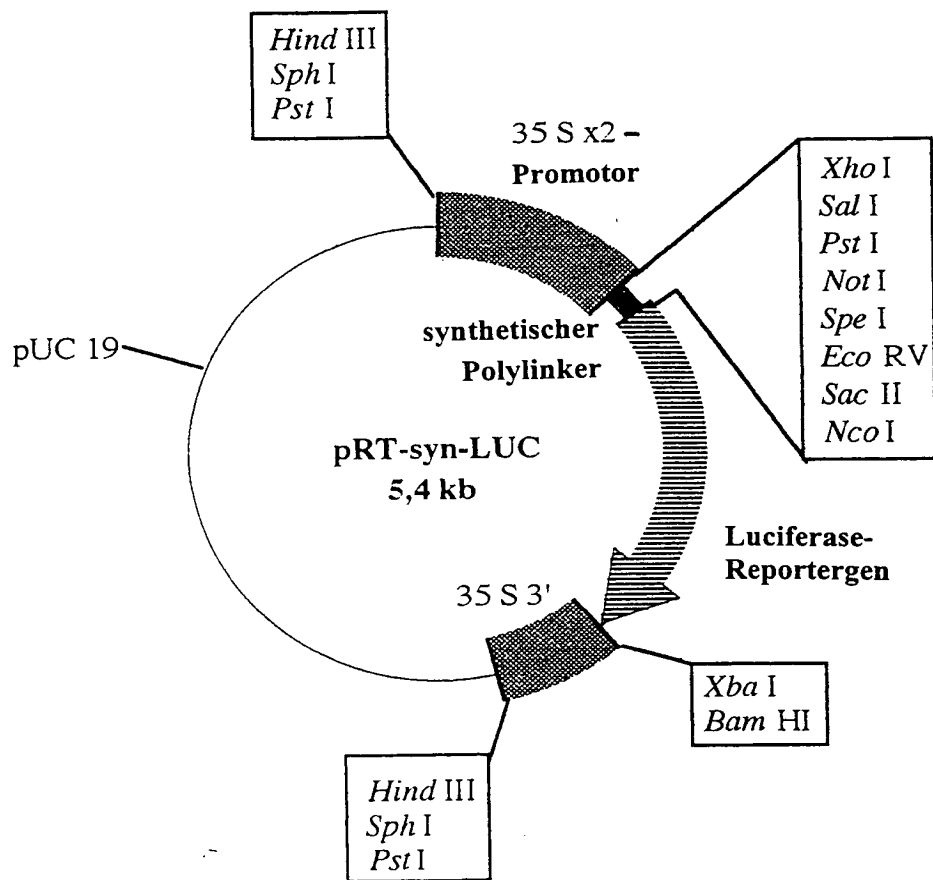 Hind III
Sph I
Pst I
35 S x2 –
Promotor
Xho I
Sal I
Pst I
Not I
Spe I
Eco RV
Sac II
Nco I
synthetischer
Polylinker
pUC 19
pRT-syn-LUC
5,4 kb
Luciferase-
Reportergen
35 S 3'
Xba I
Bam HI
Hind III
Sph I
Pst I